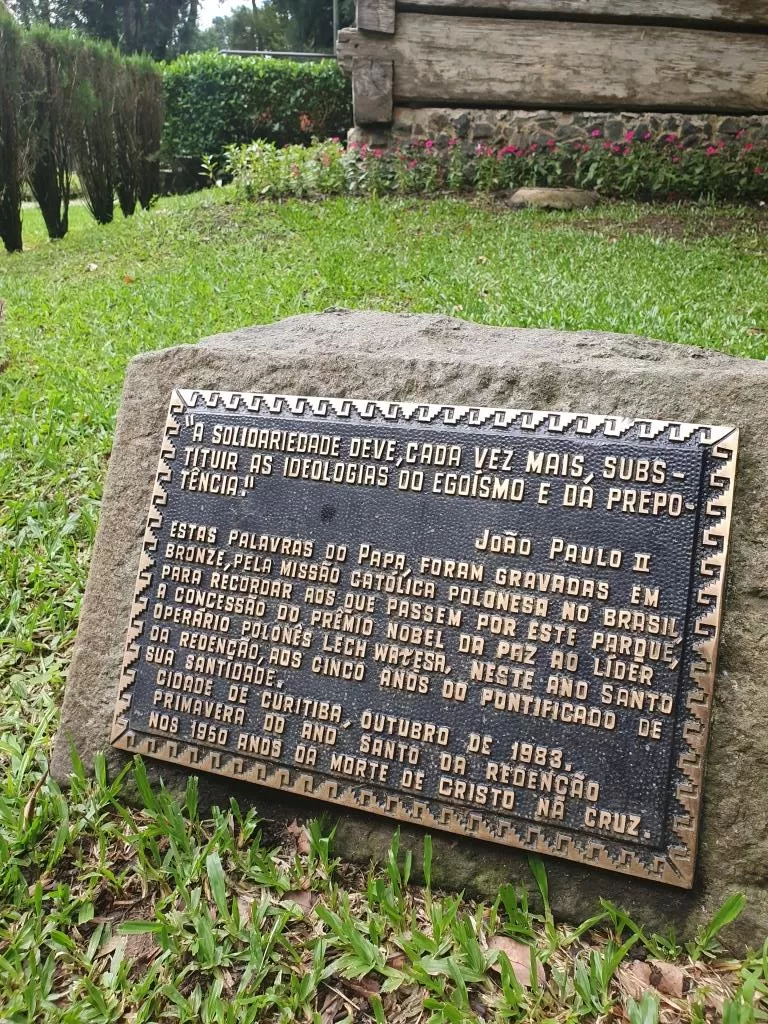 "A SOLIDARIEDADE DEVE, CADA VEZ MAIS, SUBS-
TITUIR AS IDEOLOGIAS DO EGOÍSMO E DA PREPO-
TÊNCIA."
JOÃO PAULO II
ESTAS PALAVRAS DO PAPA, FORAM GRAVADAS EM
BRONZE, PELA MISSÃO CATÓLICA POLONESA NO BRASIL,
PARA RECORDAR AOS QUE PASSEM POR ESTE PARQUE,
A CONCESSÃO DO PRÊMIO NOBEL DA PAZ AO LÍDER
OPERÁRIO POLONÊS LECH WAŁESA, NESTE ANO SANTO
DA REDENÇÃO, AOS CINCO ANOS DO PONTIFICADO DE
SUA SANTIDADE.
CIDADE DE CURITIBA, OUTUBRO DE 1983.
PRIMAVERA DO ANO SANTO DA REDENÇÃO
NOS 1950 ANOS DA MORTE DE CRISTO NA CRUZ.